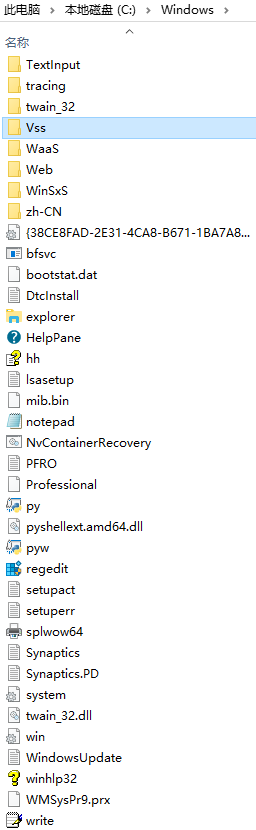 此电脑 > 本地磁盘 (C:) > Windows >
名称
TextInput
tracing
twain_32
Vss
WaaS
Web
WinSxS
zh-CN
{38CE8FAD-2E31-4CA8-B671-1BA7A8...
bfsvc
bootstat.dat
DtcInstall
explorer
HelpPane
hh
lsasetup
mib.bin
notepad
NvContainerRecovery
PFRO
Professional
py
pyshellext.amd64.dll
pyw
regedit
setupact
setuperr
splwow64
Synaptics
Synaptics.PD
system
twain_32.dll
win
WindowsUpdate
winhlp32
WMSysPr9.prx
write